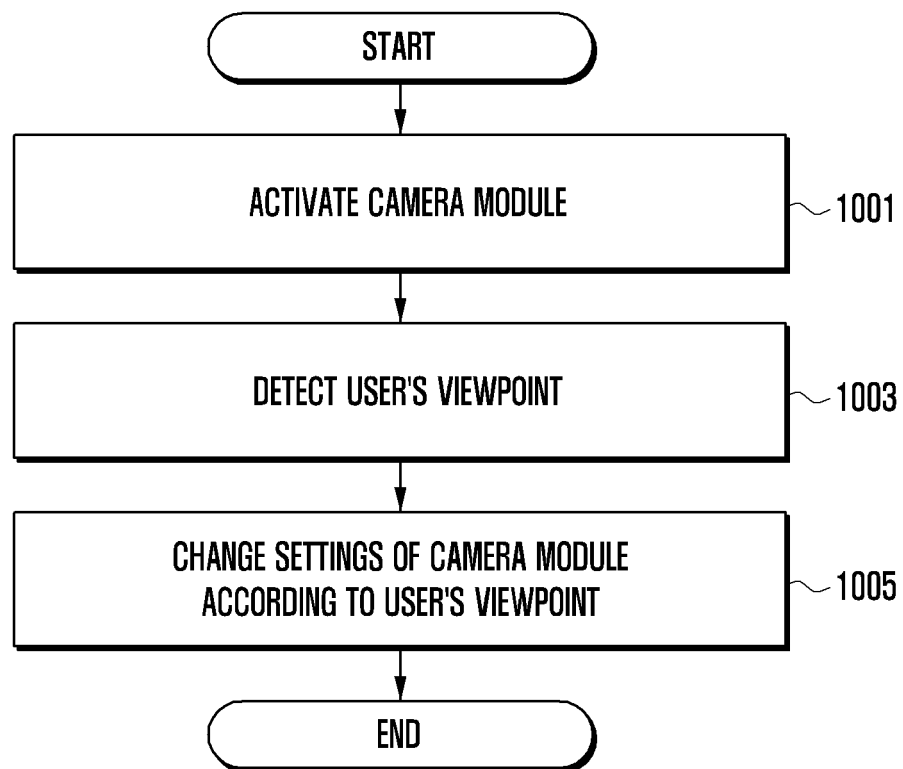 START
ACTIVATE CAMERA MODULE
1001
DETECT USER'S VIEWPOINT
1003
CHANGE SETTINGS OF CAMERA MODULE
ACCORDING TO USER'S VIEWPOINT
1005
END